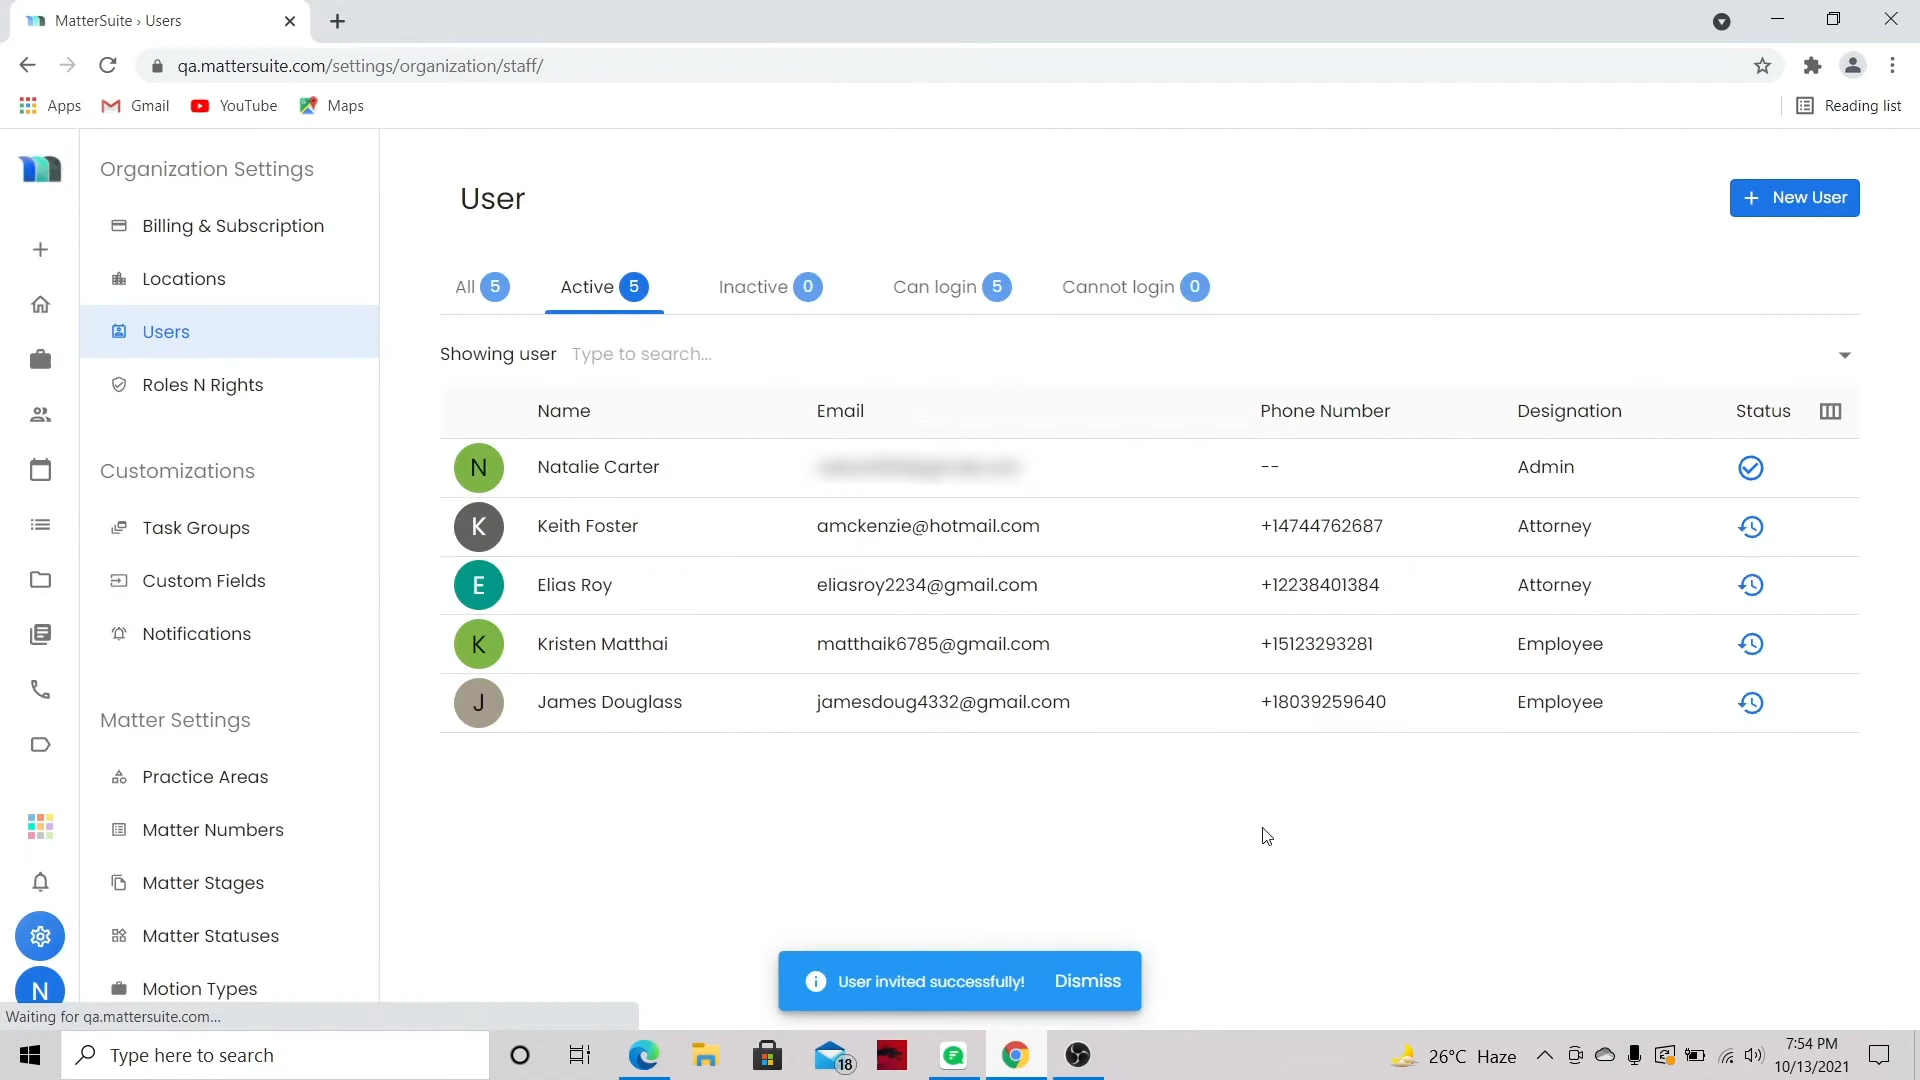 MatterSuite › Users
qa.mattersuite.com/settings/organization/staff/
Apps Gmail YouTube Maps Reading list
Organization Settings
Billing & Subscription
Locations
Users
Roles N Rights
Customizations
Task Groups
Custom Fields
Notifications
Matter Settings
Practice Areas
Matter Numbers
Matter Stages
Matter Statuses
Motion Types
N
User
+ New User
All 5 Active 5 Inactive 0 Can login 5 Cannot login 0
Showing user Type to search...
Name Email Phone Number Designation Status
N Natalie Carter -- Admin
K Keith Foster amckenzie@hotmail.com +14744762687 Attorney
E Elias Roy eliasroy2234@gmail.com +12238401384 Attorney
K Kristen Matthai matthaik6785@gmail.com +15123293281 Employee
J James Douglass jamesdoug4332@gmail.com +18039259640 Employee
User invited successfully! Dismiss
Waiting for qa.mattersuite.com...
Type here to search
18
26°C Haze
7:54 PM
10/13/2021